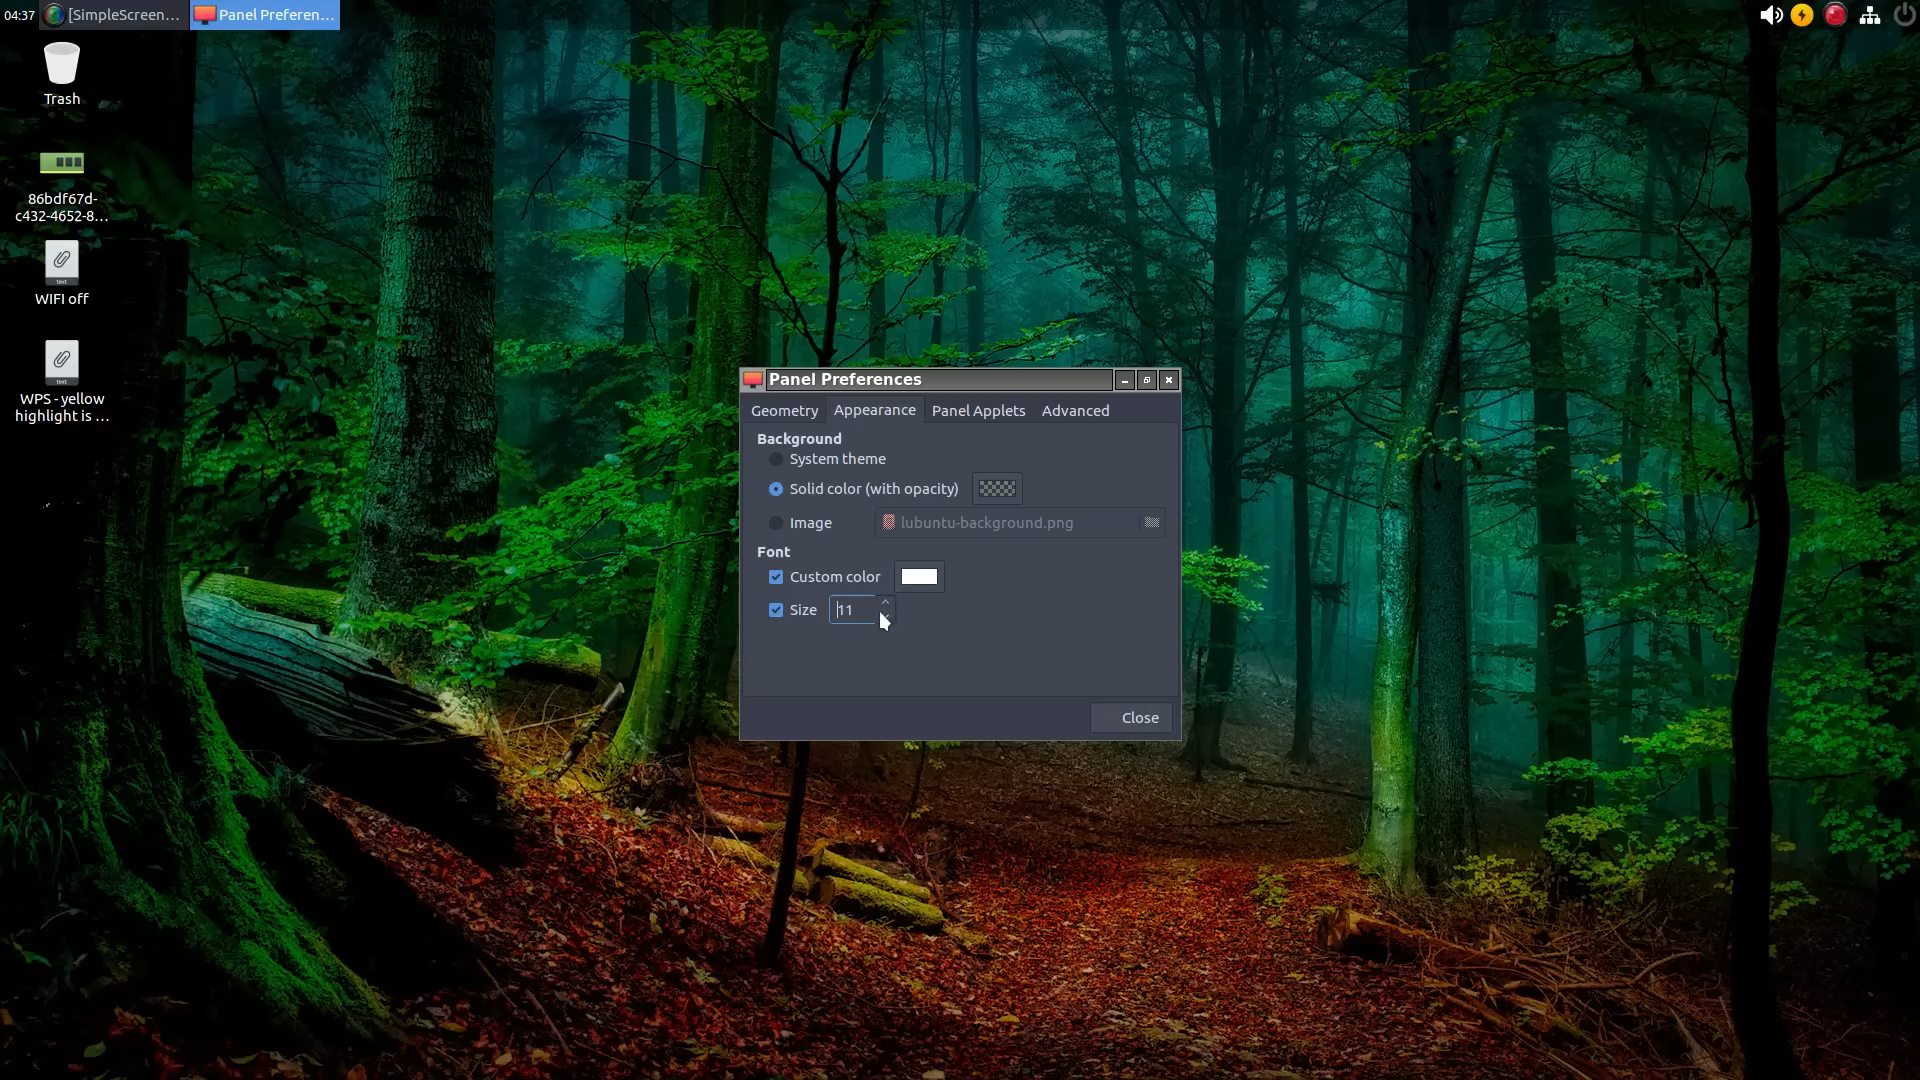 04:37 [SimpleScreen... Panel Preferen...
Trash
86bdf67d-
c432-4652-8...
WIFI off
WPS - yellow
highlight is ...
Panel Preferences
Geometry Appearance Panel Applets Advanced
Background
System theme
Solid color (with opacity)
Image lubuntu-background.png
Font
Custom color
Size 11
Close